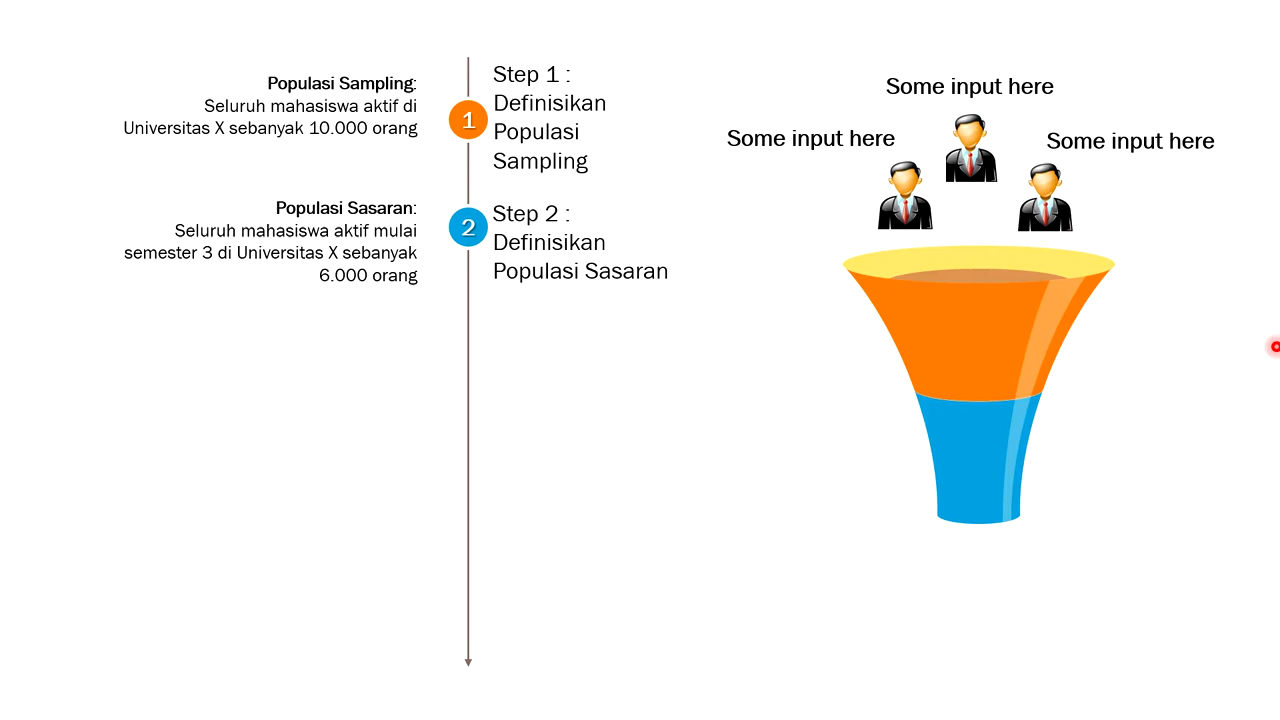 Populasi Sampling:
Seluruh mahasiswa aktif di
Universitas X sebanyak 10.000 orang
1
Step 1 :
Definisikan
Populasi
Sampling
Populasi Sasaran:
Seluruh mahasiswa aktif mulai
semester 3 di Universitas X sebanyak
6.000 orang
2
Step 2 :
Definisikan
Populasi Sasaran
Some input here
Some input here
Some input here